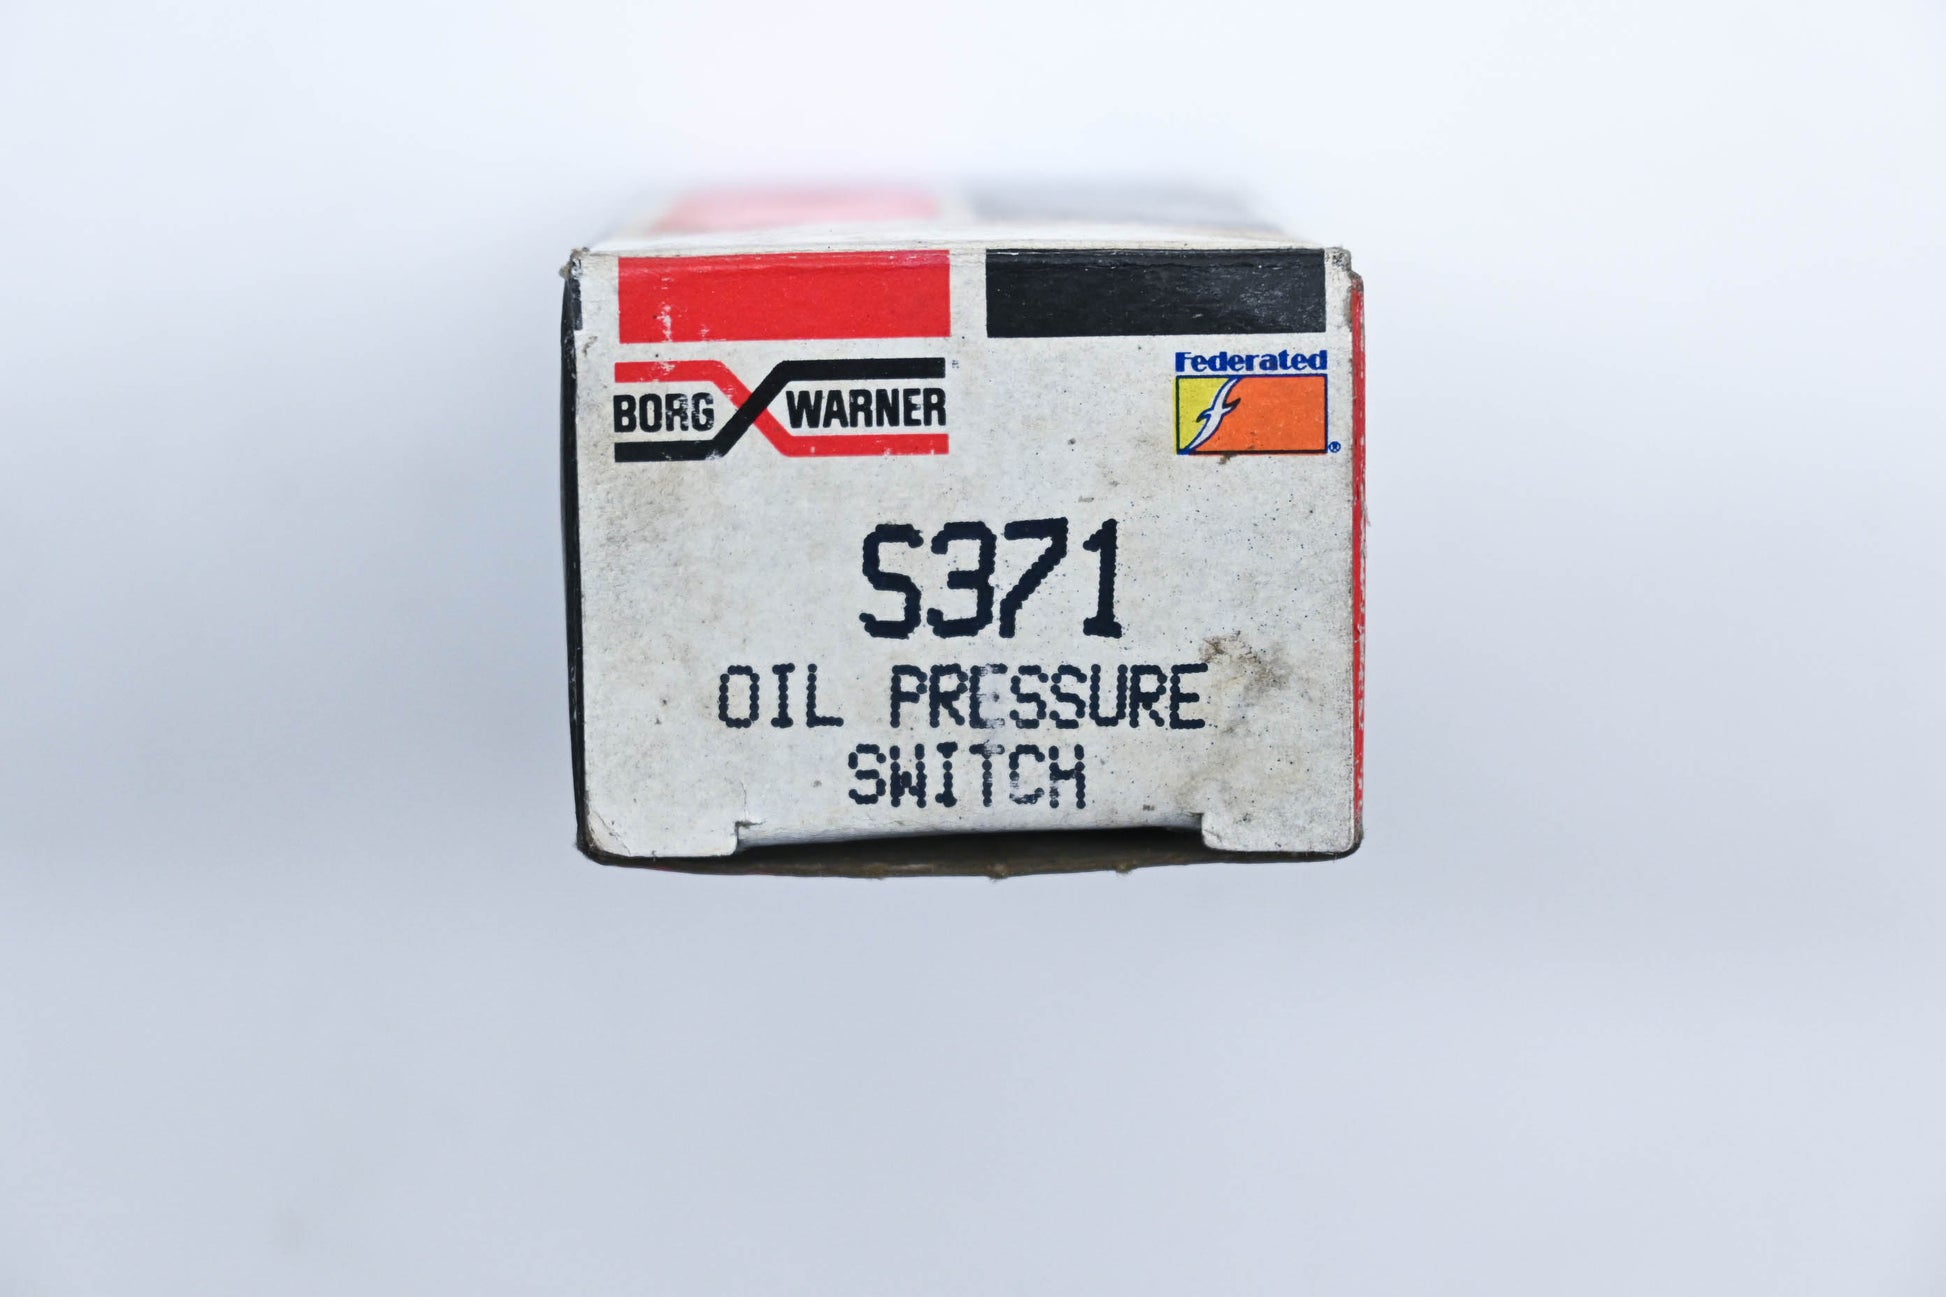 BORG WARNER
Federated
®
S371
OIL PRESSURE
SWITCH